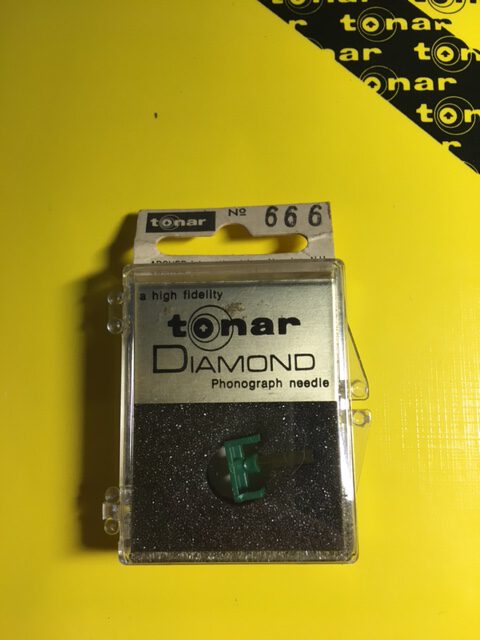 tonar
tonar
tonar
tonar
tonar
tonar
tonar Nº 666
a high fidelity
tonar
DIAMOND
Phonograph needle